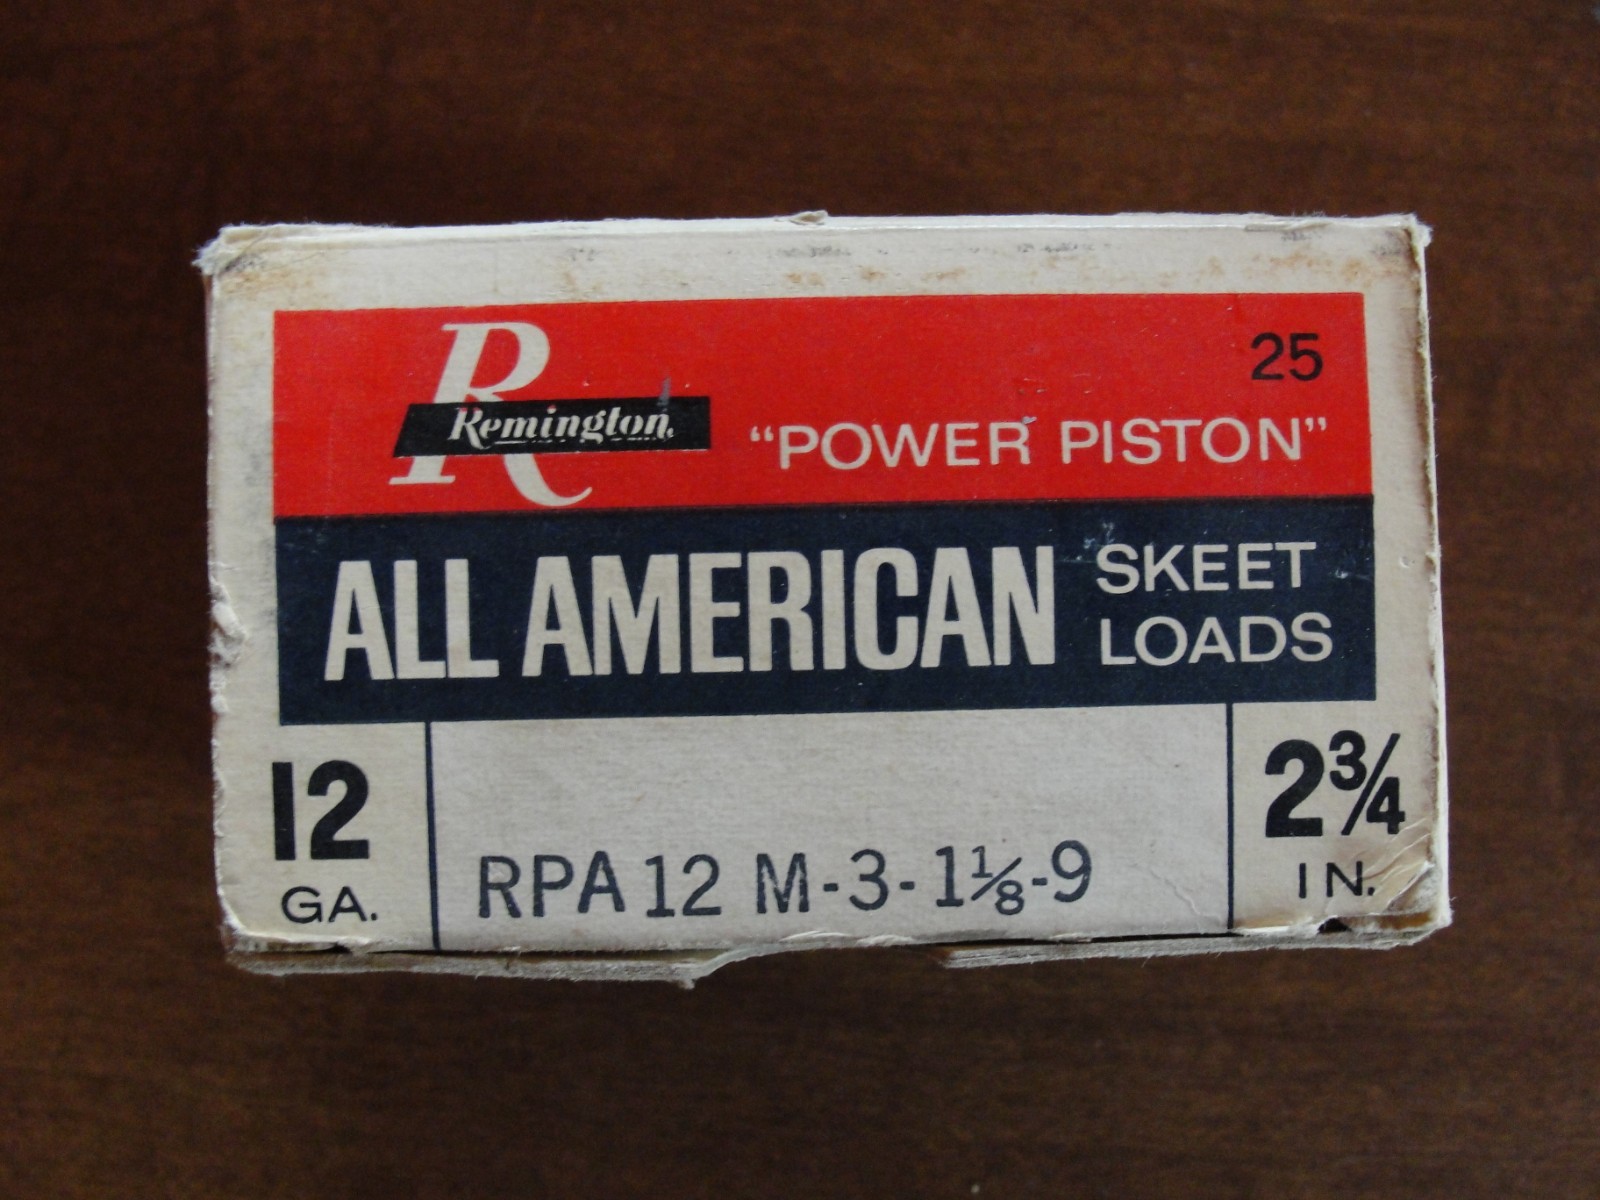 R
Remington
25
"POWER PISTON"
ALL AMERICAN SKEET LOADS
12 GA.
RPA 12 M-3-1⅛-9
2¾ IN.